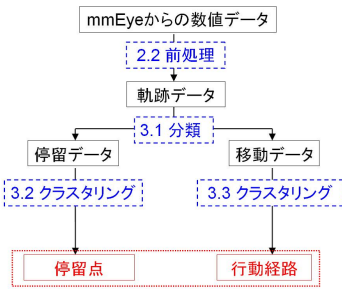 mmEyeからの数値データ
2.2 前処理
軌跡データ
3.1 分類
停留データ
移動データ
3.2 クラスタリング
3.3 クラスタリング
停留点
行動経路